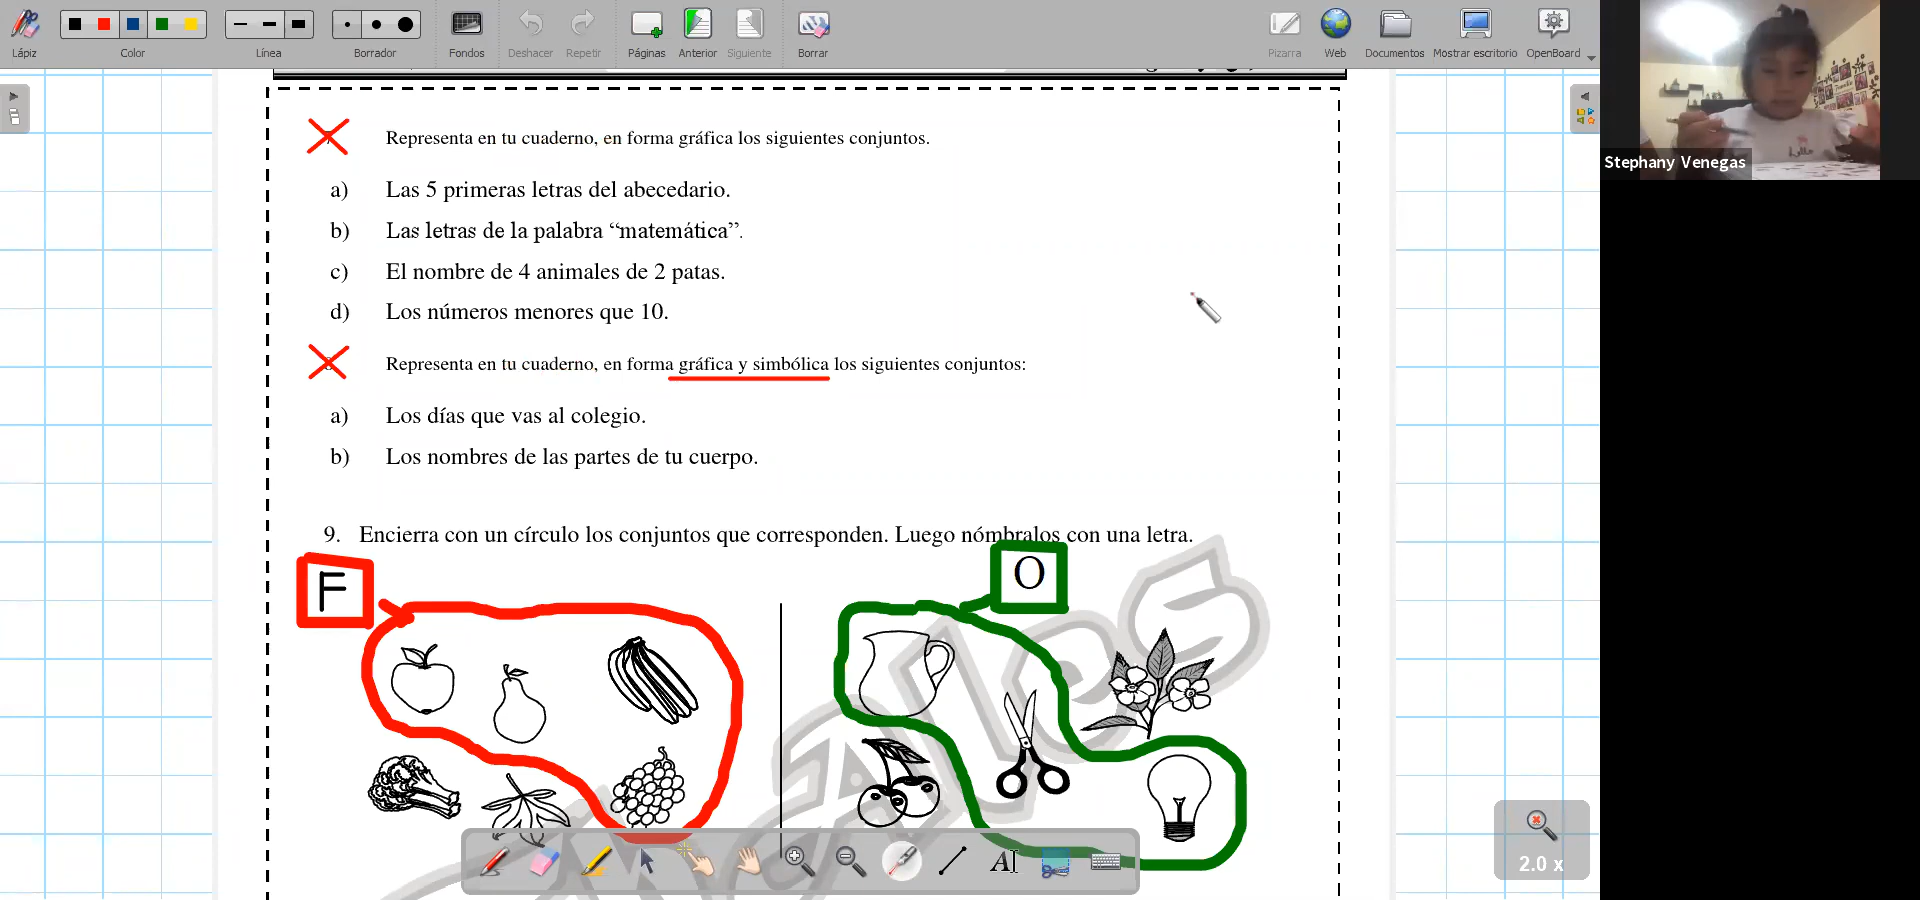 Lápiz
Color
Línea
Borrador
Fondos
Deshacer
Repetir
Páginas
Anterior
Siguiente
Borrar
Pizarra
Web
Documentos
Mostrar escritorio
OpenBoard
Stephany Venegas
Representa en tu cuaderno, en forma gráfica los siguientes conjuntos.
a) Las 5 primeras letras del abecedario.
b) Las letras de la palabra “matemática”.
c) El nombre de 4 animales de 2 patas.
d) Los números menores que 10.
Representa en tu cuaderno, en forma gráfica y simbólica los siguientes conjuntos:
a) Los días que vas al colegio.
b) Los nombres de las partes de tu cuerpo.
9. Encierra con un círculo los conjuntos que corresponden. Luego nómbralos con una letra.
F
O
A
2.0 x